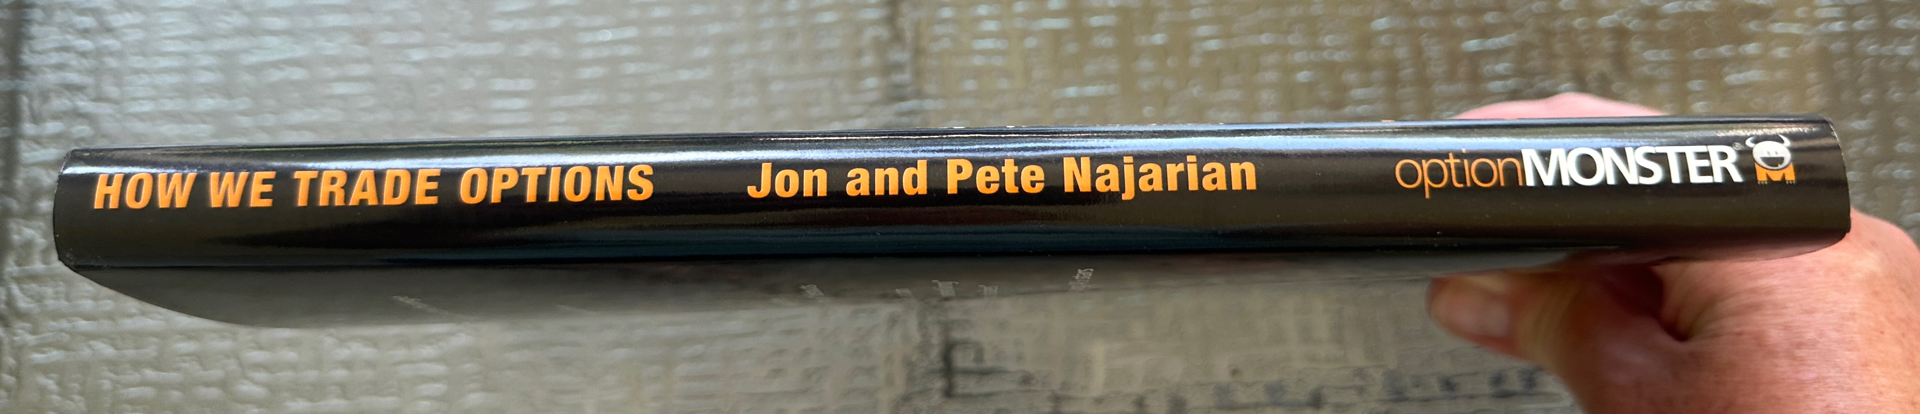 HOW WE TRADE OPTIONS Jon and Pete Najarian optionMONSTER®